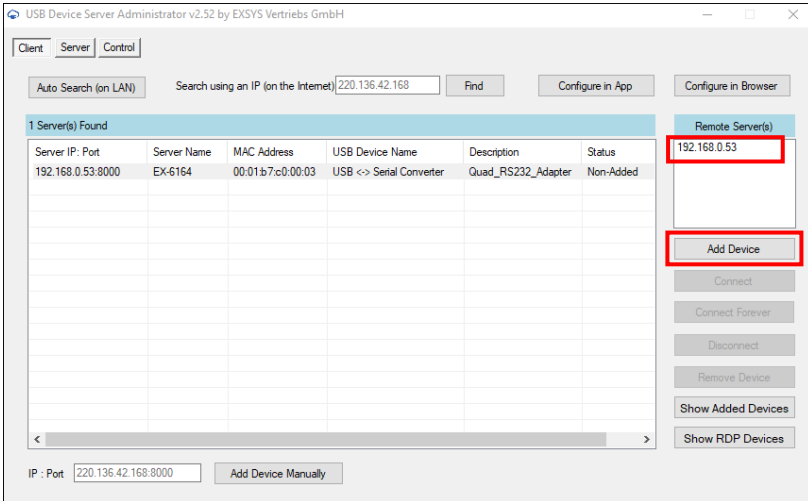 USB Device Server Administrator v2.52 by EXSYS Vertriebs GmbH
Client Server Control
Auto Search (on LAN) Search using an IP (on the Internet) 220.136.42.168 Find Configure in App Configure in Browser
1 Server(s) Found Remote Server(s)
Server IP: Port Server Name MAC Address USB Device Name Description Status 192.168.0.53
192.168.0.53:8000 EX-6164 00:01:b7:c0:00:03 USB <-> Serial Converter Quad_RS232_Adapter Non-Added
Add Device
Connect
Connect Forever
Disconnect
Remove Device
Show Added Devices
Show RDP Devices
IP : Port 220.136.42.168:8000 Add Device Manually